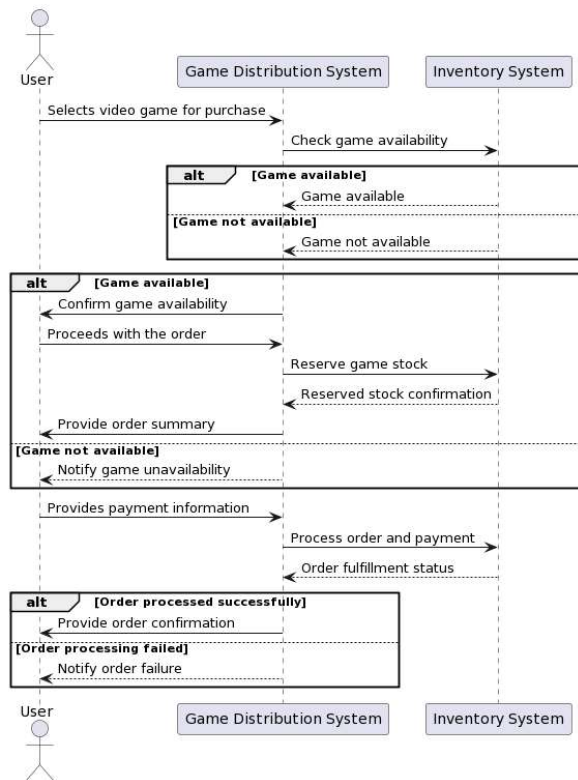 User
Game Distribution System
Inventory System
Selects video game for purchase
Check game availability
alt [Game available]
Game available
[Game not available]
Game not available
alt [Game available]
Confirm game availability
Proceeds with the order
Reserve game stock
Reserved stock confirmation
Provide order summary
[Game not available]
Notify game unavailability
Provides payment information
Process order and payment
Order fulfillment status
alt [Order processed successfully]
Provide order confirmation
[Order processing failed]
Notify order failure
User
Game Distribution System
Inventory System